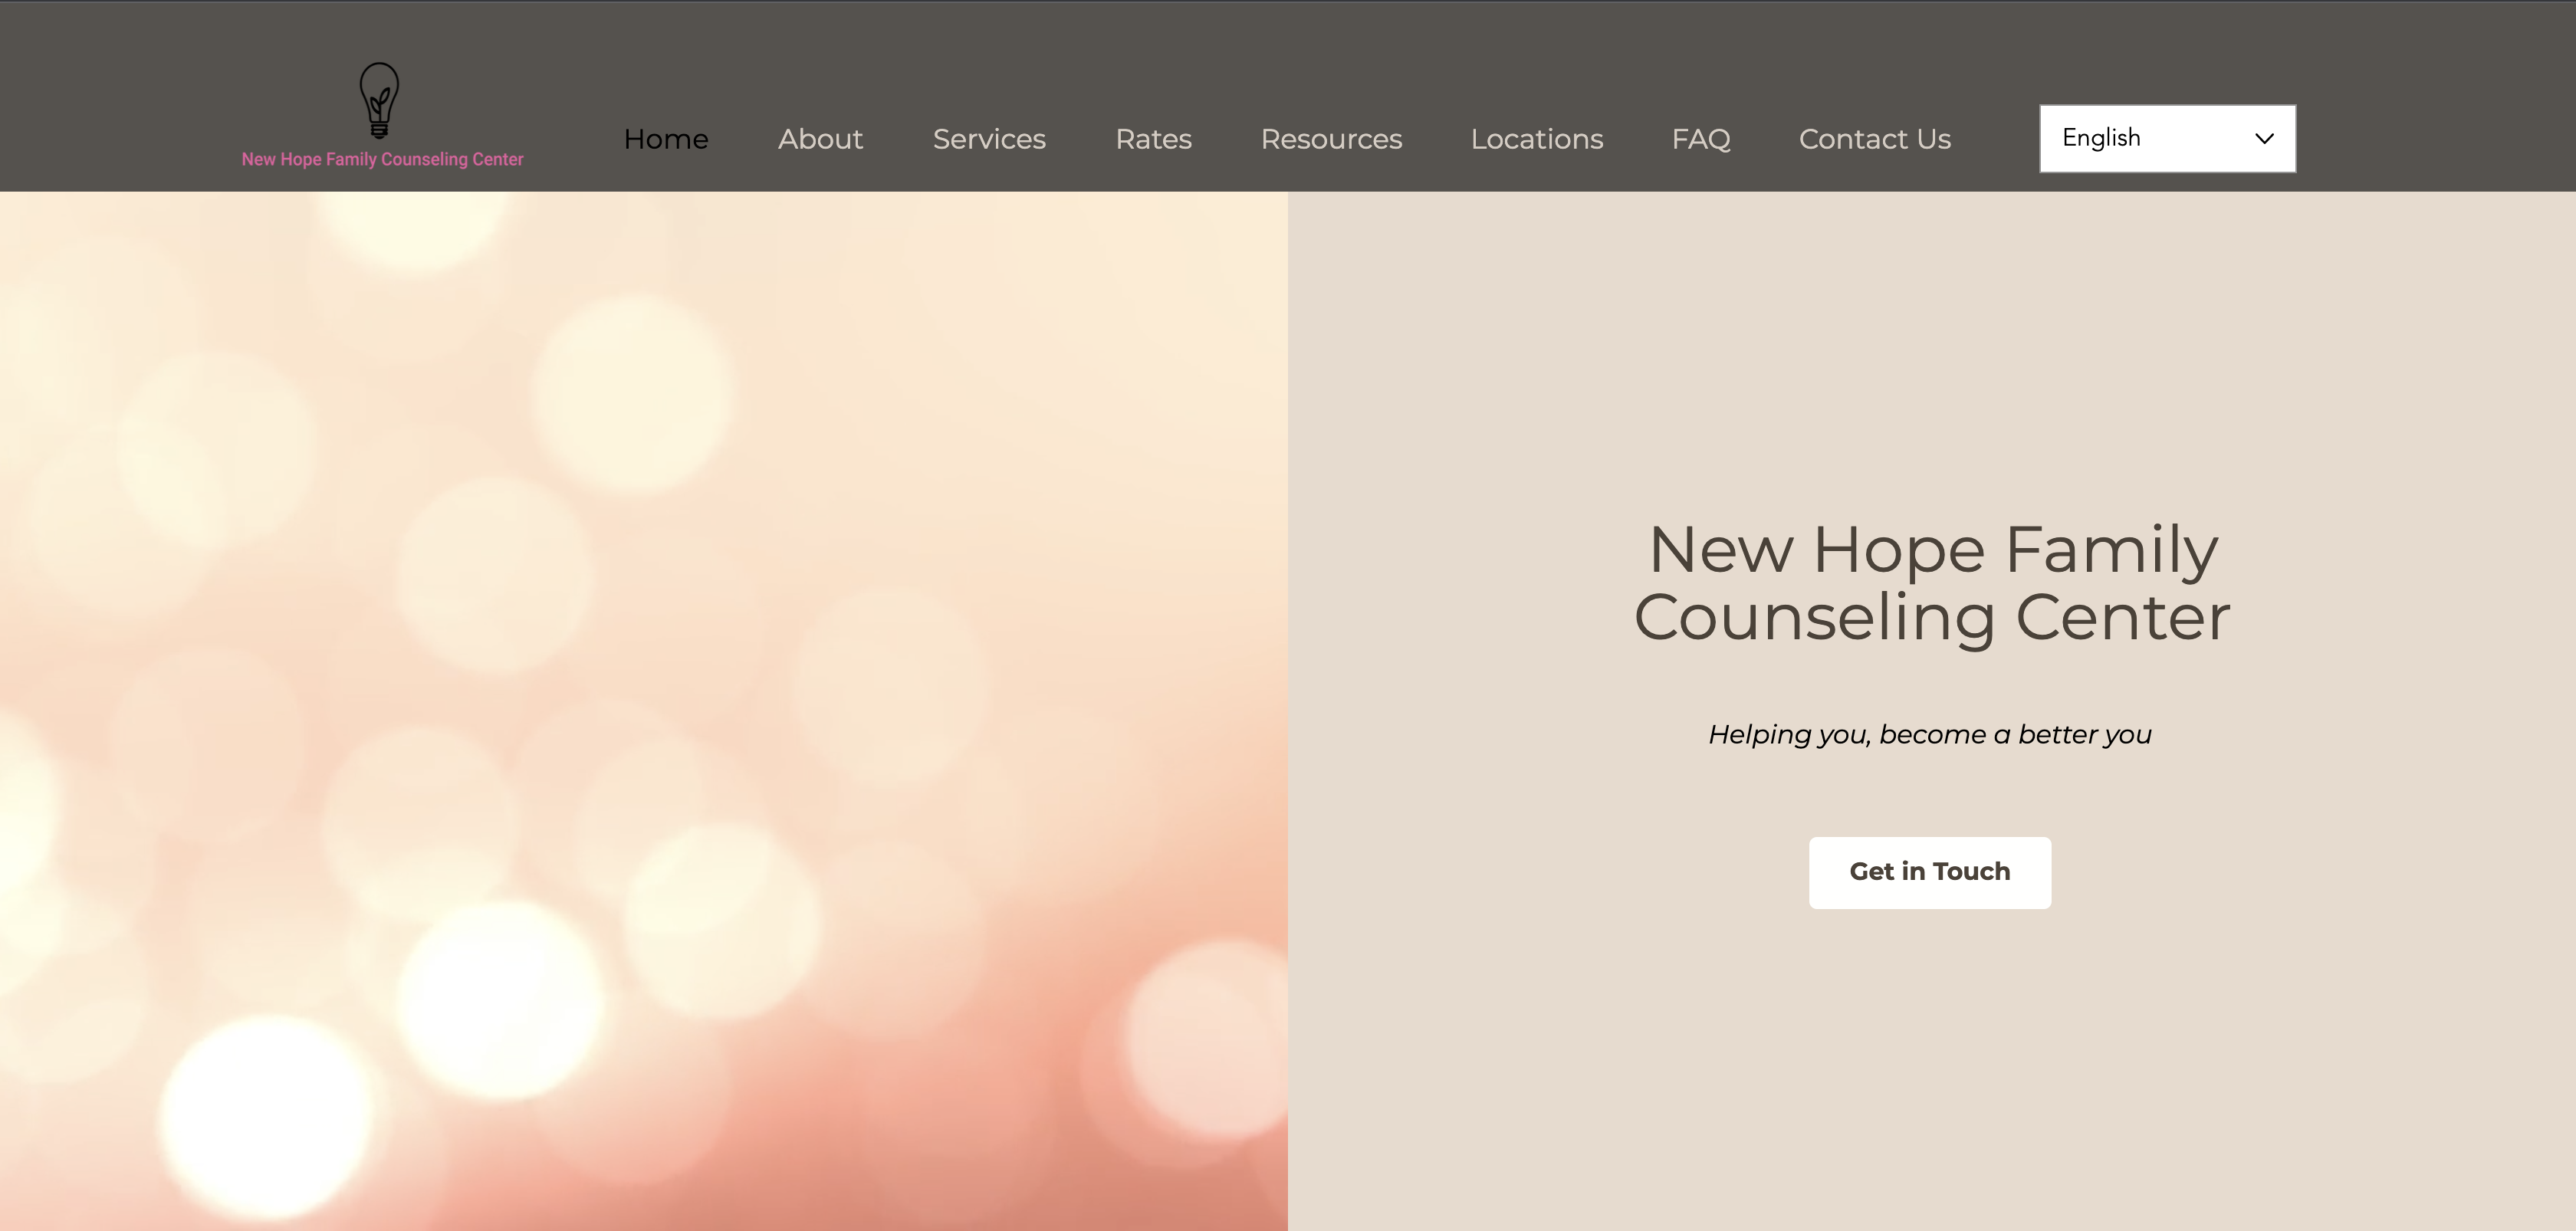 New Hope Family Counseling Center
Home About Services Rates Resources Locations FAQ Contact Us English
New Hope Family
Counseling Center
Helping you, become a better you
Get in Touch